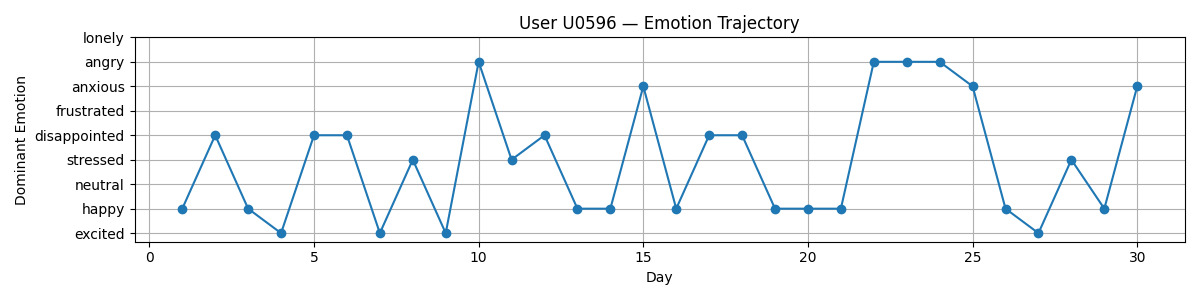 User U0596 — Emotion Trajectory
Dominant Emotion
lonely
angry
anxious
frustrated
disappointed
stressed
neutral
happy
excited
0 5 10 15 20 25 30
Day